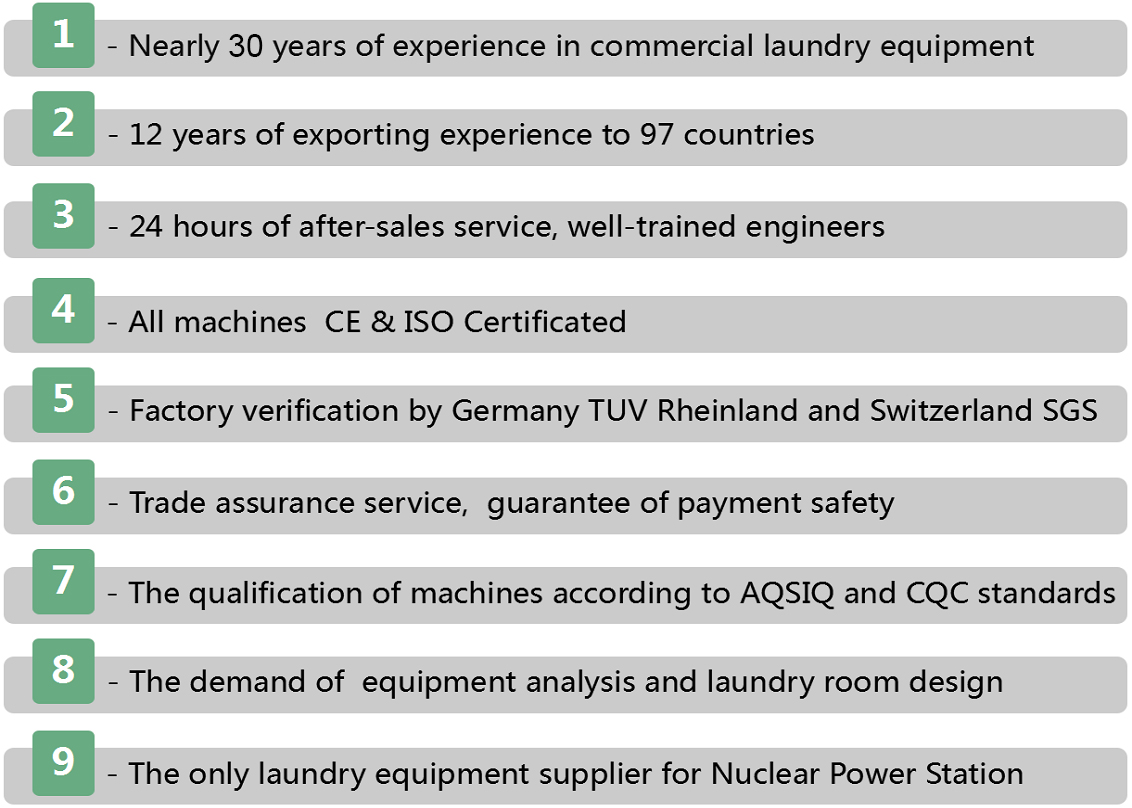 1 - Nearly 30 years of experience in commercial laundry equipment
2 - 12 years of exporting experience to 97 countries
3 - 24 hours of after-sales service, well-trained engineers
4 - All machines  CE & ISO Certificated
5 - Factory verification by Germany TUV Rheinland and Switzerland SGS
6 - Trade assurance service,  guarantee of payment safety
7 - The qualification of machines according to AQSIQ and CQC standards
8 - The demand of  equipment analysis and laundry room design
9 - The only laundry equipment supplier for Nuclear Power Station